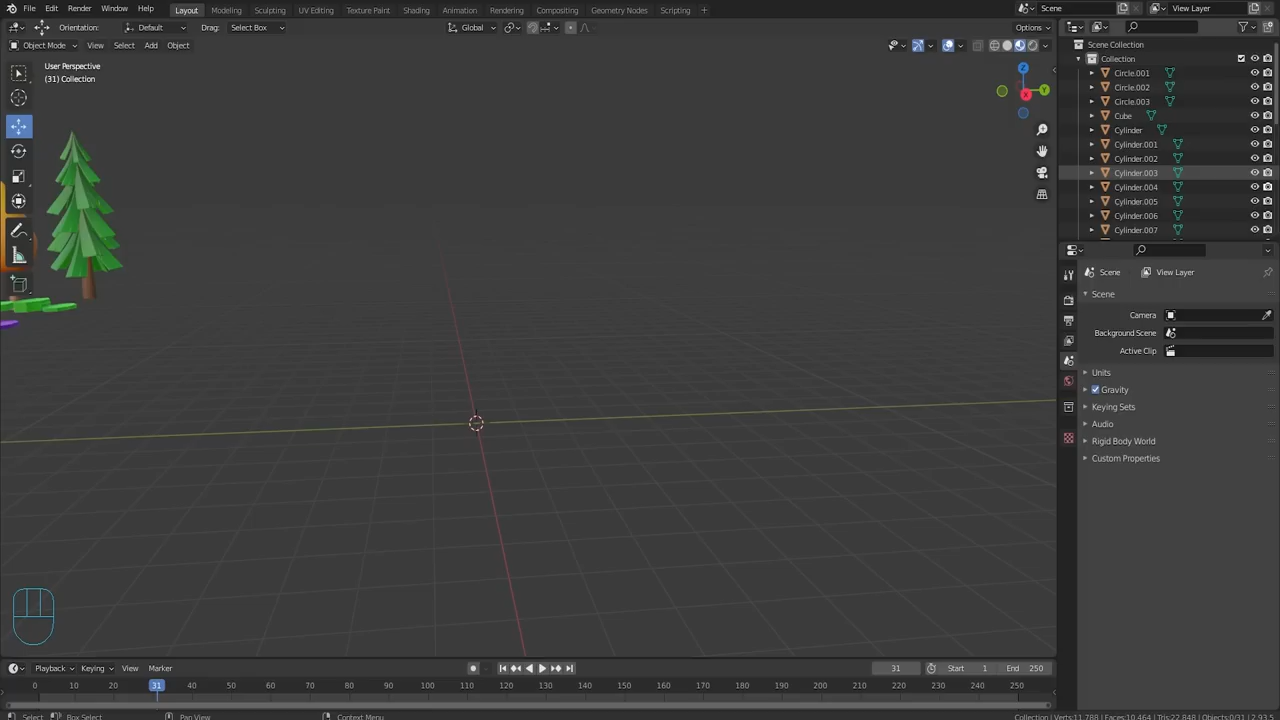 File Edit Render Window Help Layout Modeling Sculpting UV Editing Texture Paint Shading Animation Rendering Compositing Geometry Nodes Scripting + Scene View Layer
Orientation: Default Drag: Select Box Global Options
Object Mode View Select Add Object
User Perspective
(31) Collection
Z
Y
X
Scene Collection
Collection
Circle.001
Circle.002
Circle.003
Cube
Cylinder
Cylinder.001
Cylinder.002
Cylinder.003
Cylinder.004
Cylinder.005
Cylinder.006
Cylinder.007
Scene View Layer
Scene
Camera
Background Scene
Active Clip
Units
Gravity
Keying Sets
Audio
Rigid Body World
Custom Properties
Playback Keying View Marker 31 Start 1 End 250
0 10 20 31 40 50 60 70 80 90 100 110 120 130 140 150 160 170 180 190 200 210 220 230 240 250
Select Box Select Pan View Context Menu Collection | Verts:11,788 | Faces:10,464 | Tris:22,848 | Objects:0/31 | 2.93.5